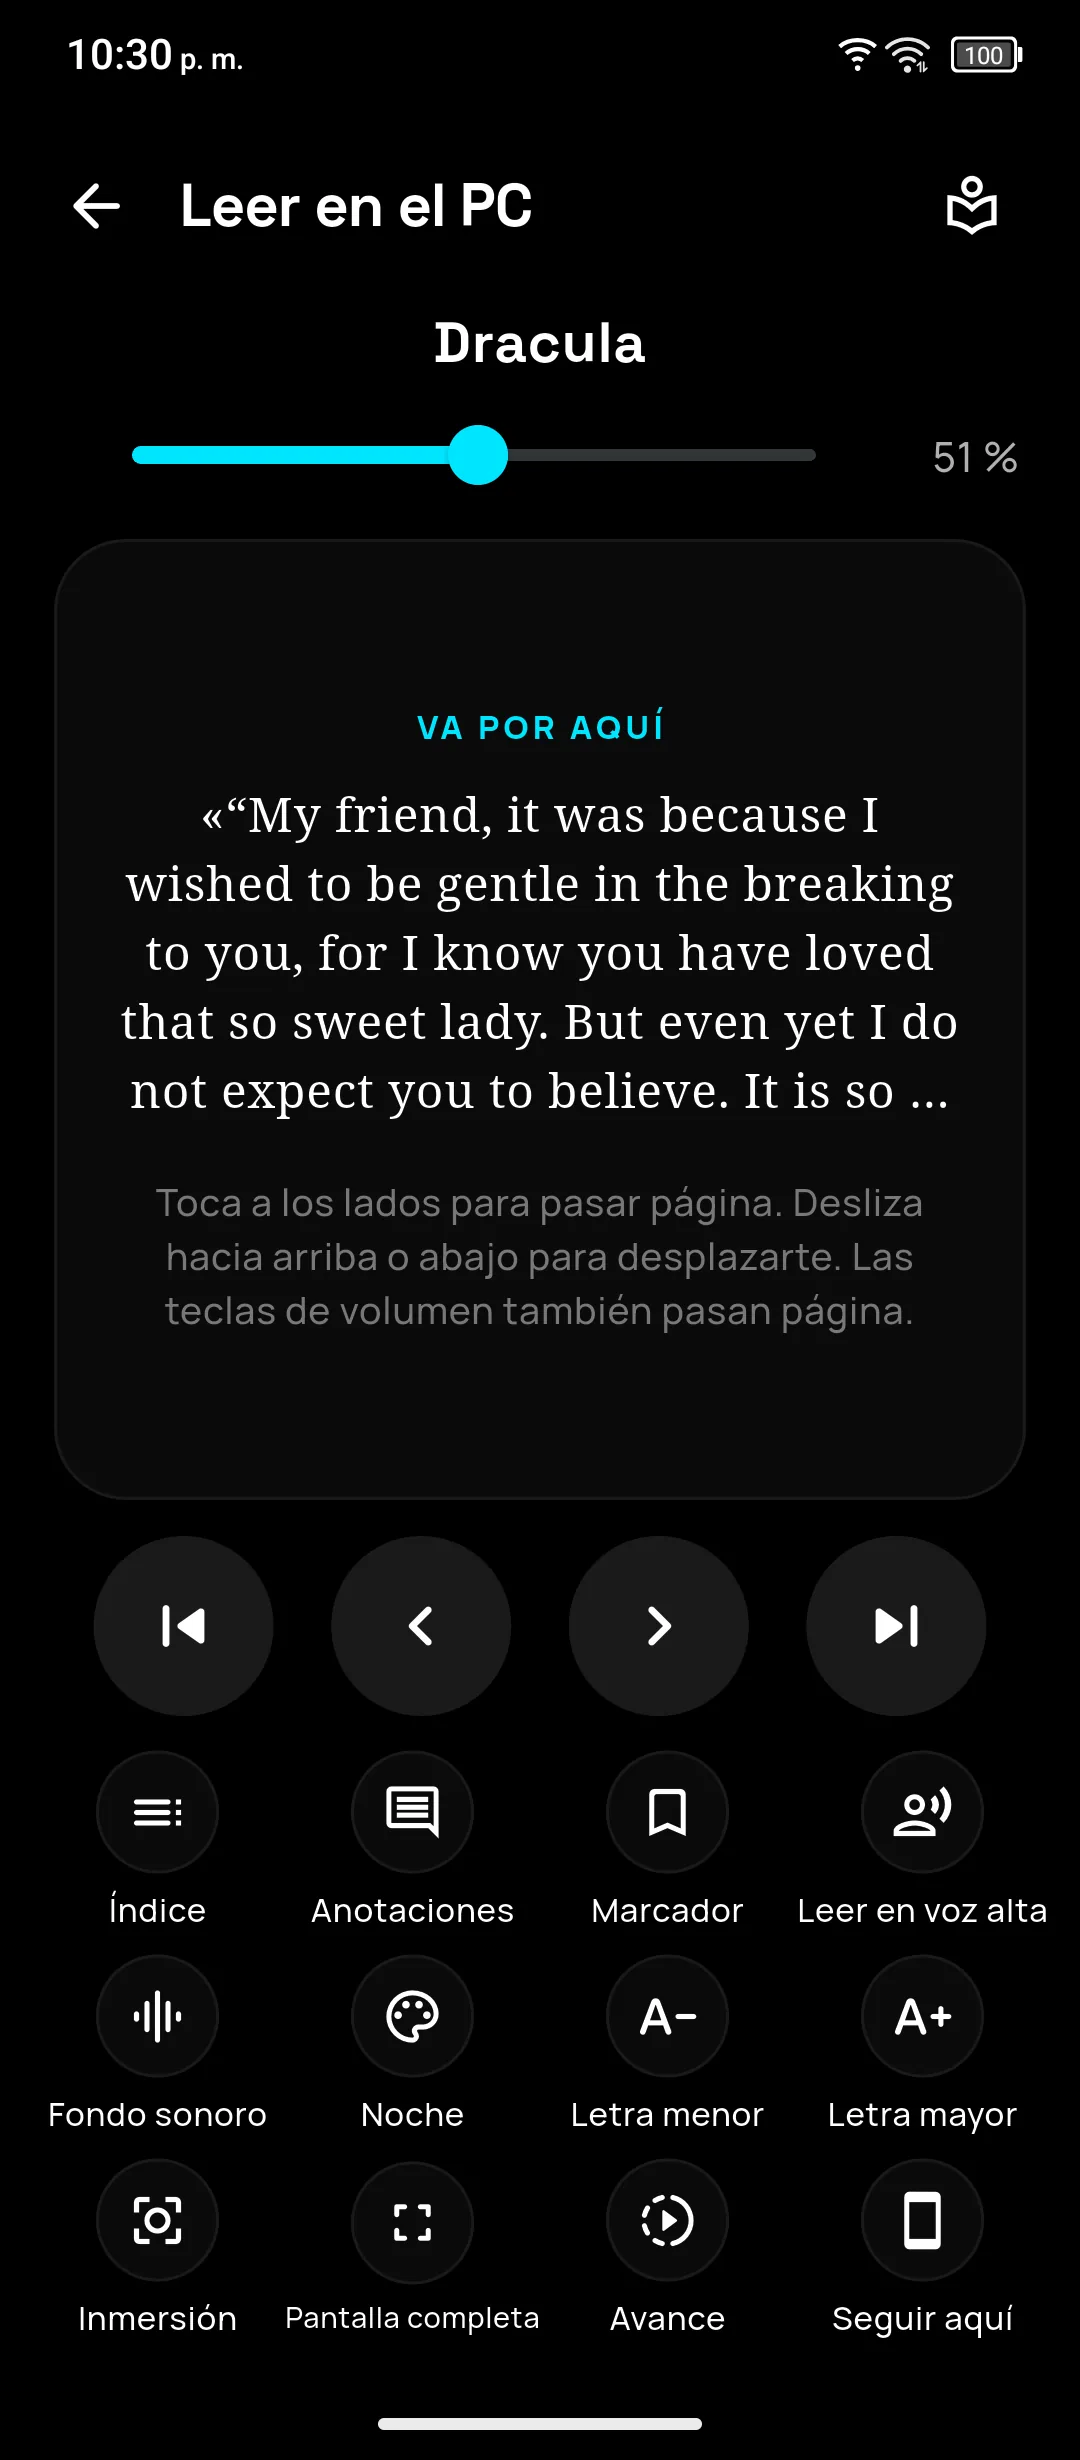 10:30 p. m.
100
Leer en el PC
Dracula
51 %
VA POR AQUÍ
«“My friend, it was because I
wished to be gentle in the breaking
to you, for I know you have loved
that so sweet lady. But even yet I do
not expect you to believe. It is so …
Toca a los lados para pasar página. Desliza
hacia arriba o abajo para desplazarte. Las
teclas de volumen también pasan página.
Índice
Anotaciones
Marcador
Leer en voz alta
Fondo sonoro
Noche
A-
Letra menor
A+
Letra mayor
Inmersión
Pantalla completa
Avance
Seguir aquí